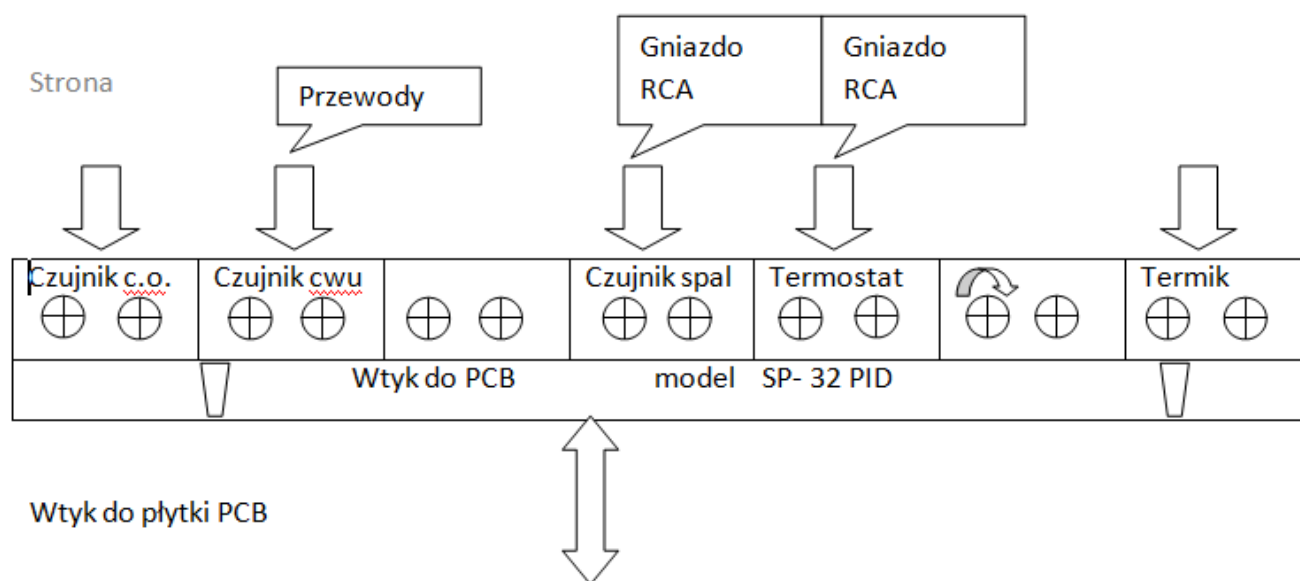 Strona
Przewody
Gniazdo
RCA
Gniazdo
RCA
Czujnik c.o.
Czujnik cwu
Czujnik spal
Termostat
Termik
Wtyk do PCB model SP- 32 PID
Wtyk do płytki PCB